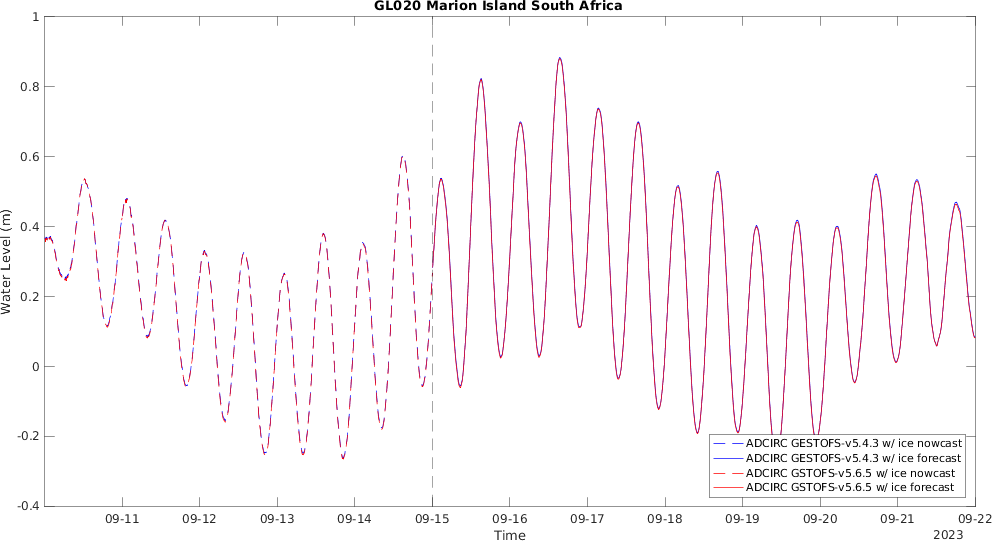 GL020 Marion Island South Africa
1
0.8
0.6
0.4
0.2
0
-0.2
-0.4
Water Level (m)
ADCIRC GESTOFS-v5.4.3 w/ ice nowcast
ADCIRC GESTOFS-v5.4.3 w/ ice forecast
ADCIRC GSTOFS-v5.6.5 w/ ice nowcast
ADCIRC GSTOFS-v5.6.5 w/ ice forecast
09-11 09-12 09-13 09-14 09-15 09-16 09-17 09-18 09-19 09-20 09-21 09-22
Time
2023